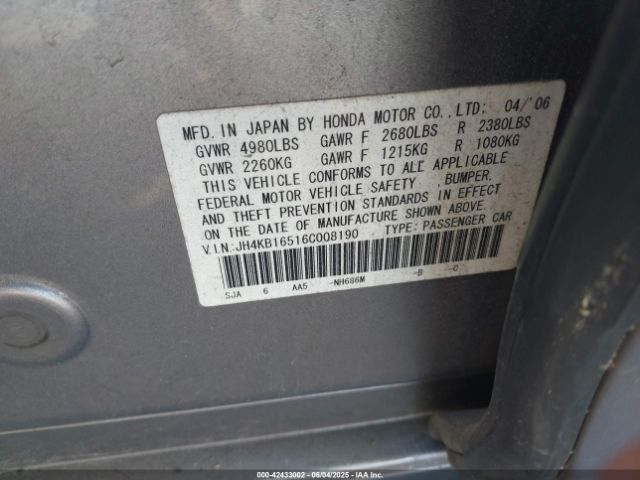 MFD. IN JAPAN BY HONDA MOTOR CO., LTD: 04/'06
GVWR 4980LBS GAWR F 2680LBS R 2380LBS
GVWR 2260KG GAWR F 1215KG R 1080KG
THIS VEHICLE CONFORMS TO ALL APPLICABLE
FEDERAL MOTOR VEHICLE SAFETY , BUMPER,
AND THEFT PREVENTION STANDARDS IN EFFECT
ON THE DATE OF MANUFACTURE SHOWN ABOVE.
V.I.N: JH4KB16516C008190 TYPE: PASSENGER CAR
SJA 6 AA5 -NH686M -B -C
000-42433002 - 06/04/2025 - IAA Inc. (TM/SM)